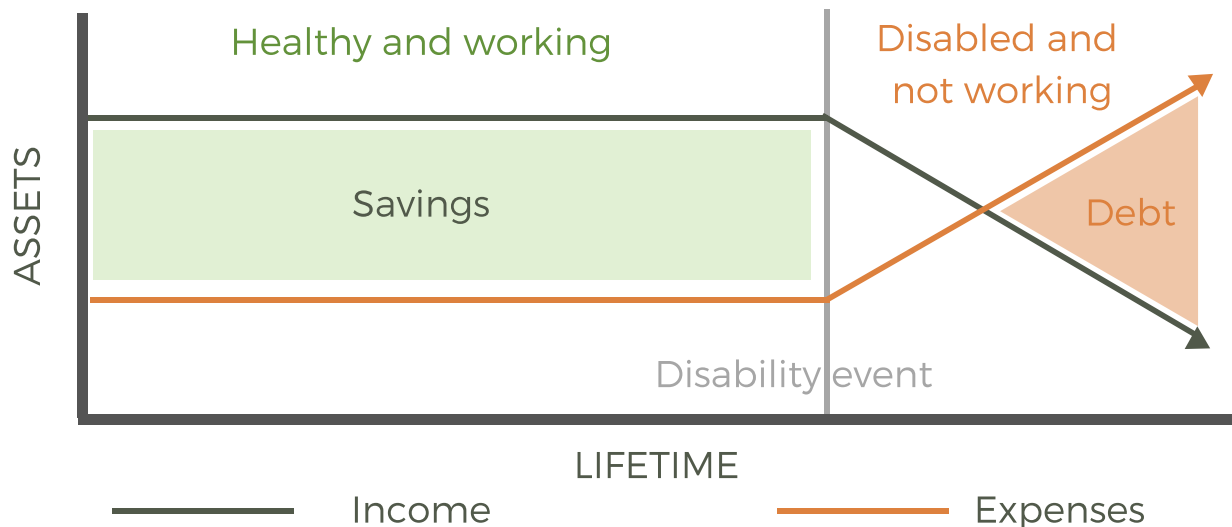 Healthy and working
Disabled and
not working
ASSETS
Savings
Debt
Disability event
LIFETIME
Income
Expenses